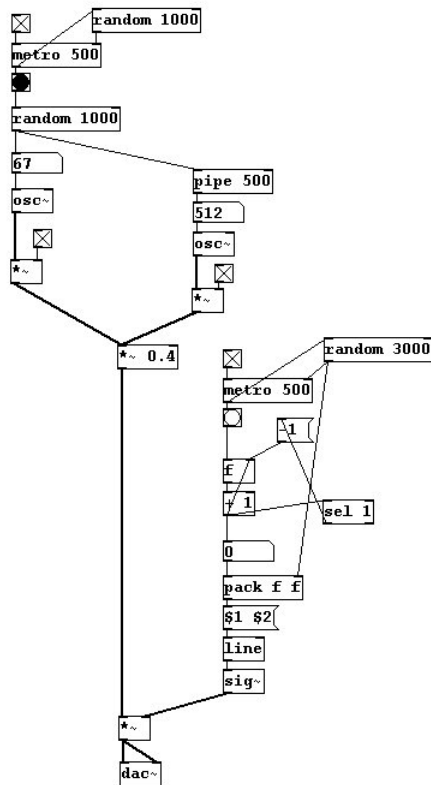 random 1000
metro 500
random 1000
67
pipe 500
osc~
512
osc~
*~
*~
*~ 0.4
random 3000
metro 500
-1
f
+ 1
sel 1
0
pack f f
$1 $2
line
sig~
*~
dac~